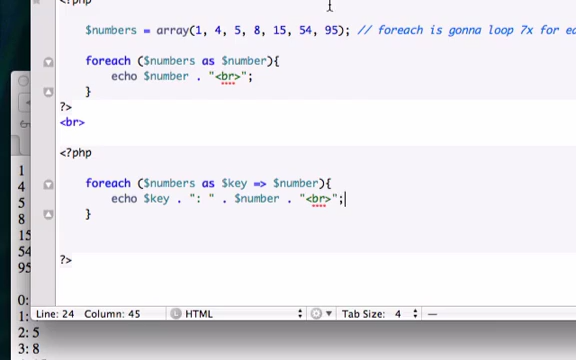 <?php
$numbers = array(1, 4, 5, 8, 15, 54, 95); // foreach is gonna loop 7x for ea
foreach ($numbers as $number){
echo $number . "<br>";
}
?>
<br>
<?php
foreach ($numbers as $key => $number){
echo $key . ": " . $number . "<br>";
}
?>
1
4
5
8
15
54
95
0:
1:
2: 5
3: 8
Line: 24 Column: 45 HTML Tab Size: 4